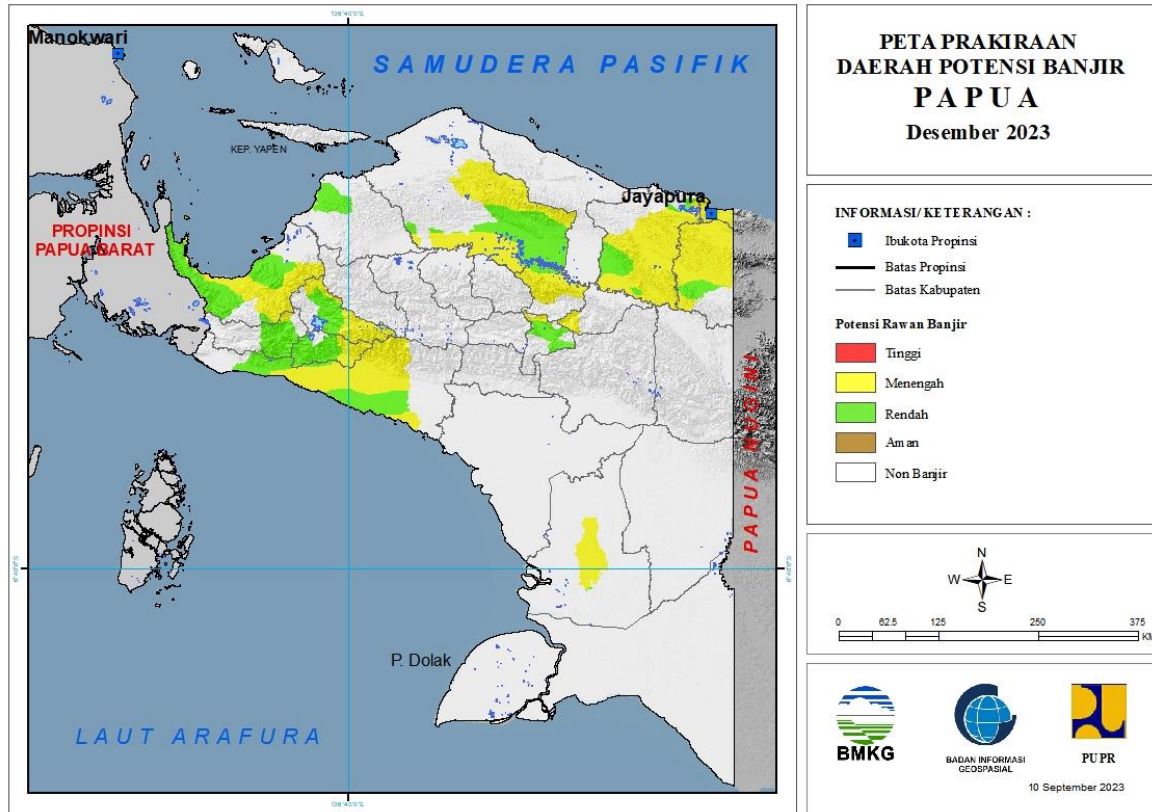 Manokwari
SAMUDERA PASIFIK
KEP. YAPEN
Jayapura
PROPINSI
PAPUA BARAT
PAPUA NUGINI
P. Dolak
LAUT ARAFURA
PETA PRAKIRAAN
DAERAH POTENSI BANJIR
PAPUA
Desember 2023
INFORMASI/ KETERANGAN :
Ibukota Propinsi
Batas Propinsi
Batas Kabupaten
Potensi Rawan Banjir
Tinggi
Menengah
Rendah
Aman
Non Banjir
N
W E
S
0 62.5 125 250 375
KM
BMKG
BADAN INFORMASI
GEOSPASIAL
PUPR
10 September 2023